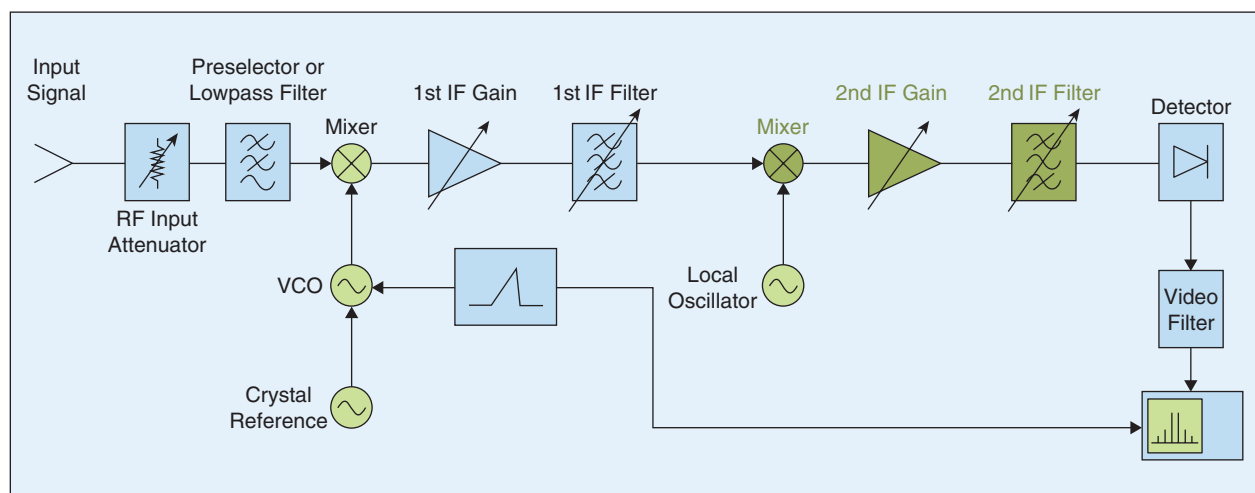 Input
Signal
Preselector or
Lowpass Filter
Mixer
1st IF Gain
1st IF Filter
Mixer
2nd IF Gain
2nd IF Filter
Detector
RF Input
Attenuator
VCO
Local
Oscillator
Video
Filter
Crystal
Reference